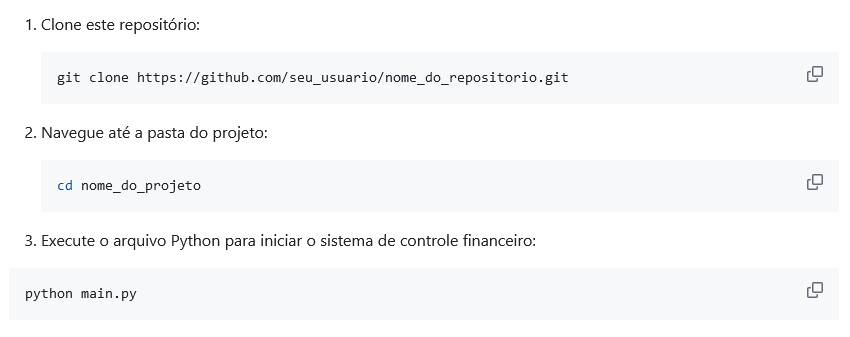 1. Clone este repositório:
git clone https://github.com/seu_usuario/nome_do_repositorio.git
2. Navegue até a pasta do projeto:
cd nome_do_projeto
3. Execute o arquivo Python para iniciar o sistema de controle financeiro:
python main.py